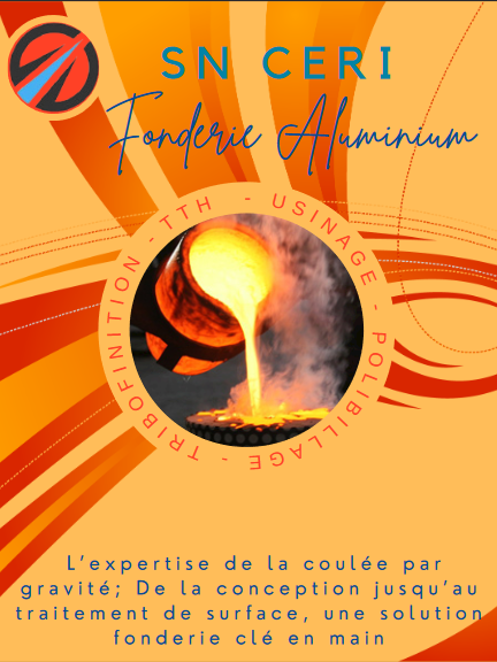 SN CERI
Fonderie Aluminium
TTH - USINAGE - POLIBILLAGE - TRIBOFINITION -
L'expertise de la coulée par
gravité; De la conception jusqu'au
traitement de surface, une solution
fonderie clé en main